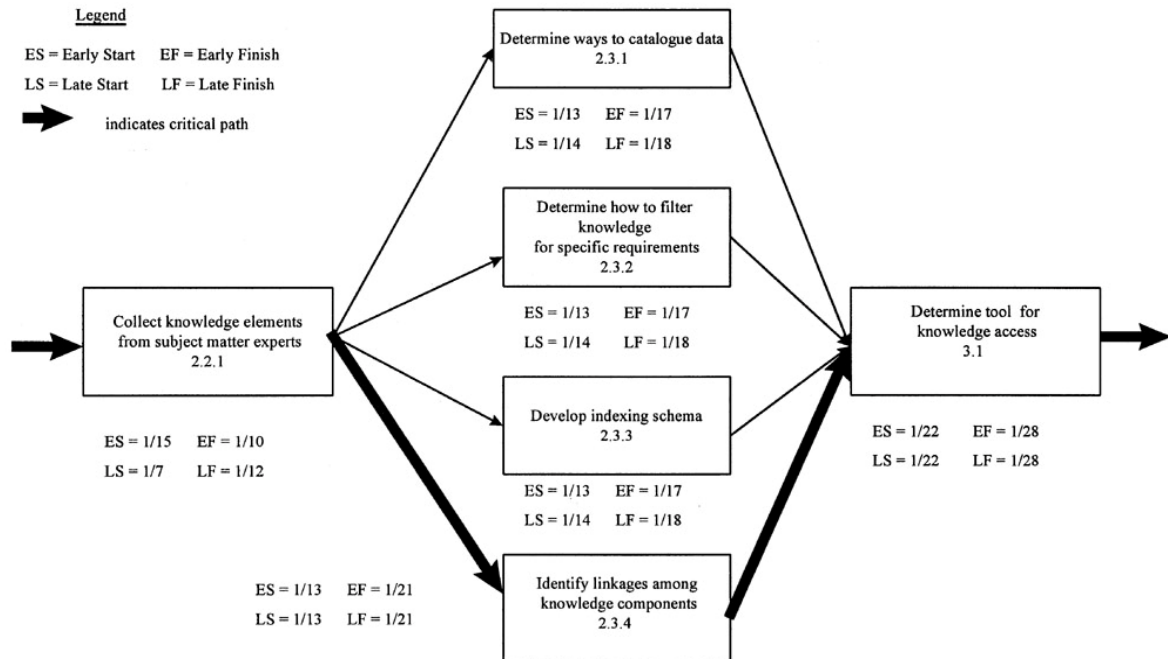 Legend
ES = Early Start EF = Early Finish
LS = Late Start LF = Late Finish
indicates critical path
Determine ways to catalogue data
2.3.1
ES = 1/13 EF = 1/17
LS = 1/14 LF = 1/18
Determine how to filter
knowledge
for specific requirements
2.3.2
ES = 1/13 EF = 1/17
LS = 1/14 LF = 1/18
Collect knowledge elements
from subject matter experts
2.2.1
ES = 1/15 EF = 1/10
LS = 1/7 LF = 1/12
Develop indexing schema
2.3.3
ES = 1/13 EF = 1/17
LS = 1/14 LF = 1/18
Determine tool for
knowledge access
3.1
ES = 1/22 EF = 1/28
LS = 1/22 LF = 1/28
ES = 1/13 EF = 1/21
LS = 1/13 LF = 1/21
Identify linkages among
knowledge components
2.3.4